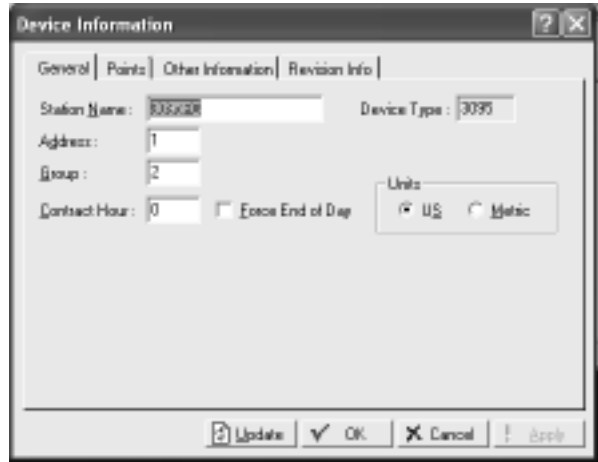 Device Information
General Points Other Information Revision Info
Station Name: Device Type: 3095
Address: 1
Group: 2
Contract Hour: 0 Force End of Day
Units
US Metric
Update OK Cancel ! Apply